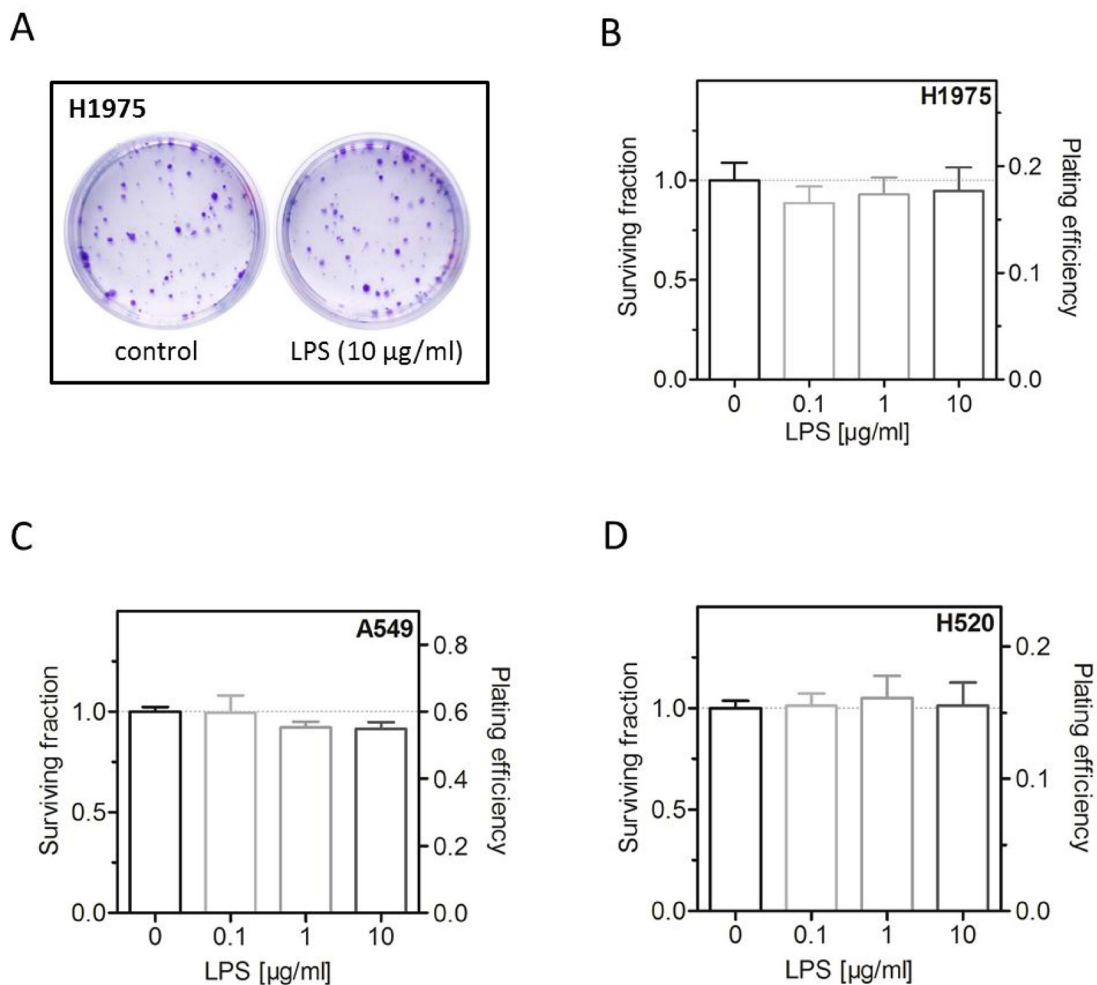 A
H1975
control
LPS (10 µg/ml)
B
H1975
Surviving fraction
1.0
0.5
0.0
Plating efficiency
0.2
0.1
0.0
0 0.1 1 10
LPS [µg/ml]
C
A549
Surviving fraction
1.0
0.5
0.0
Plating efficiency
0.8
0.6
0.4
0.2
0.0
0 0.1 1 10
LPS [µg/ml]
D
H520
Surviving fraction
1.0
0.5
0.0
Plating efficiency
0.2
0.1
0.0
0 0.1 1 10
LPS [µg/ml]